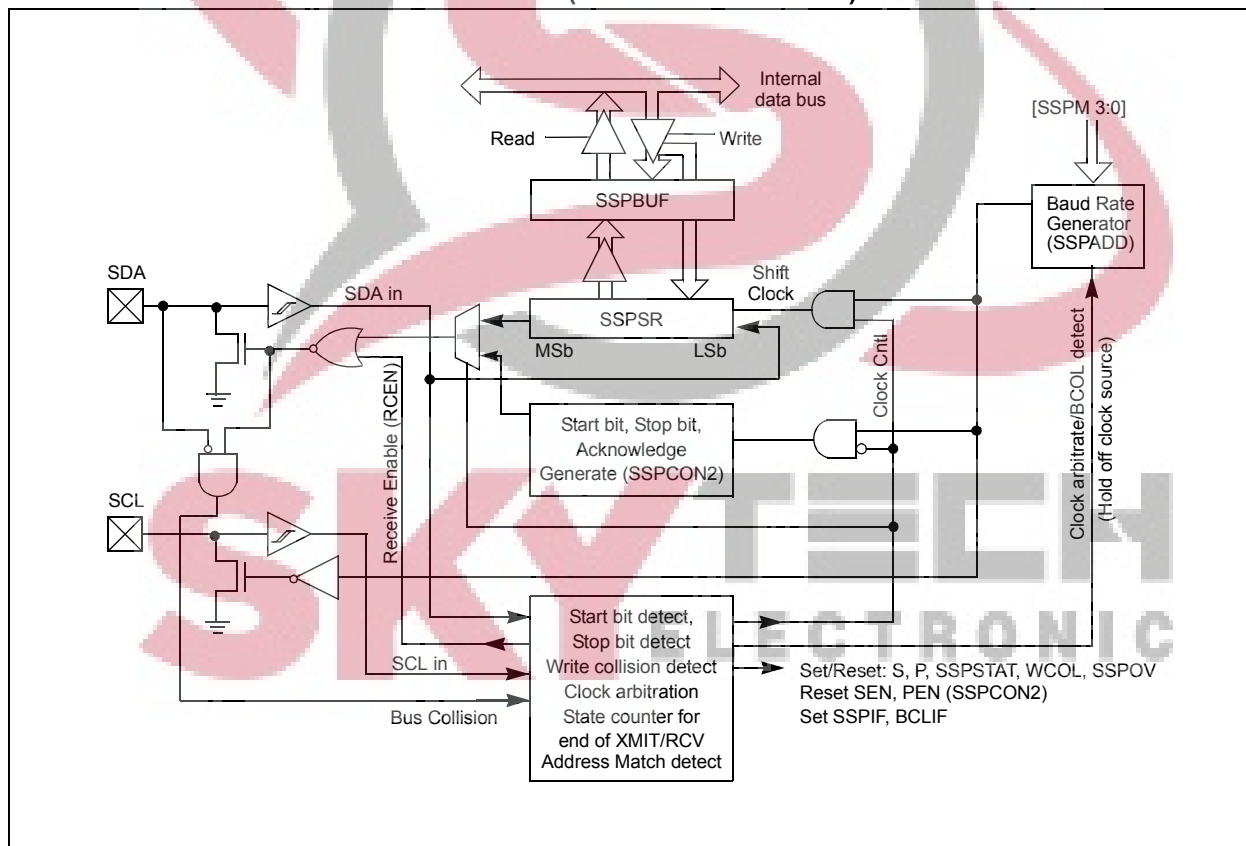 Internal
data bus
[SSPM 3:0]
Read
Write
SSPBUF
Baud Rate
Generator
(SSPADD)
SDA
SDA in
Shift
Clock
SSPSR
MSb
LSb
Clock Cntl
Clock arbitrate/BCOL detect
(Hold off clock source)
Receive Enable (RCEN)
Start bit, Stop bit,
Acknowledge
Generate (SSPCON2)
SCL
SCL in
Bus Collision
Start bit detect,
Stop bit detect
Write collision detect
Clock arbitration
State counter for
end of XMIT/RCV
Address Match detect
Set/Reset: S, P, SSPSTAT, WCOL, SSPOV
Reset SEN, PEN (SSPCON2)
Set SSPIF, BCLIF
SKY TECH
ELECTRONIC